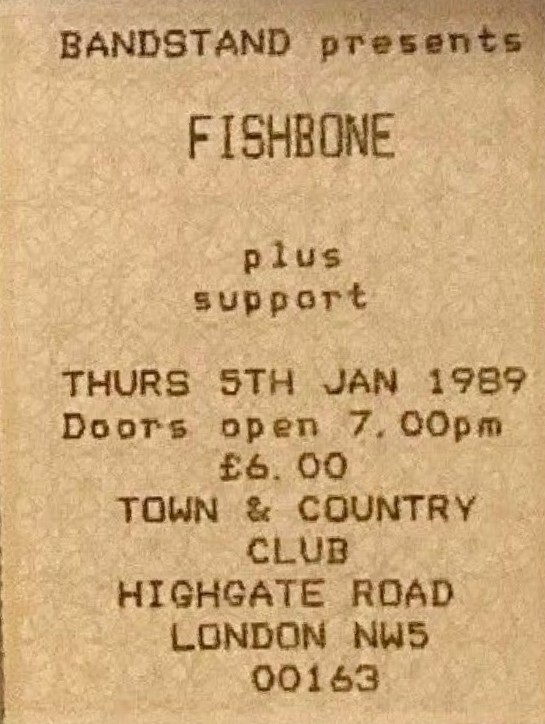 BANDSTAND presents
FISHBONE
plus
support
THURS 5TH JAN 1989
Doors open 7.00pm
£6.00
TOWN & COUNTRY
CLUB
HIGHGATE ROAD
LONDON NW5
00163